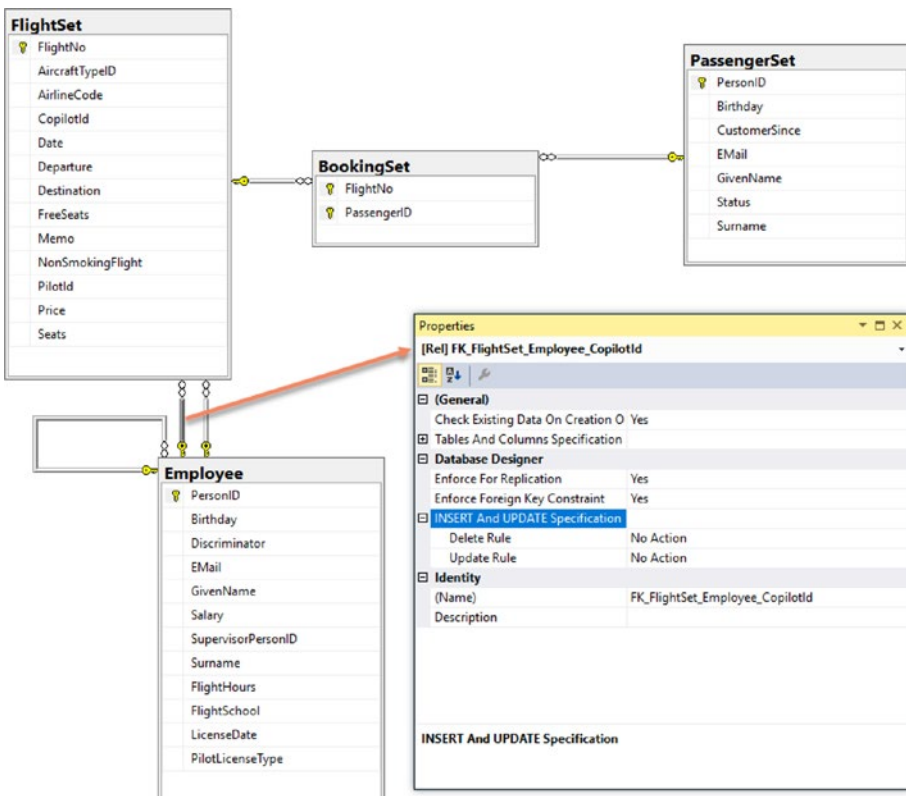 FlightSet
FlightNo
AircraftTypeID
AirlineCode
CopilotId
Date
Departure
Destination
FreeSeats
Memo
NonSmokingFlight
PilotId
Price
Seats
BookingSet
FlightNo
PassengerID
PassengerSet
PersonID
Birthday
CustomerSince
EMail
GivenName
Status
Surname
Employee
PersonID
Birthday
Discriminator
EMail
GivenName
Salary
SupervisorPersonID
Surname
FlightHours
FlightSchool
LicenseDate
PilotLicenseType
Properties
[Rel] FK_FlightSet_Employee_CopilotId
(General)
Check Existing Data On Creation O Yes
Tables And Columns Specification
Database Designer
Enforce For Replication Yes
Enforce Foreign Key Constraint Yes
INSERT And UPDATE Specification
Delete Rule No Action
Update Rule No Action
Identity
(Name) FK_FlightSet_Employee_CopilotId
Description
INSERT And UPDATE Specification